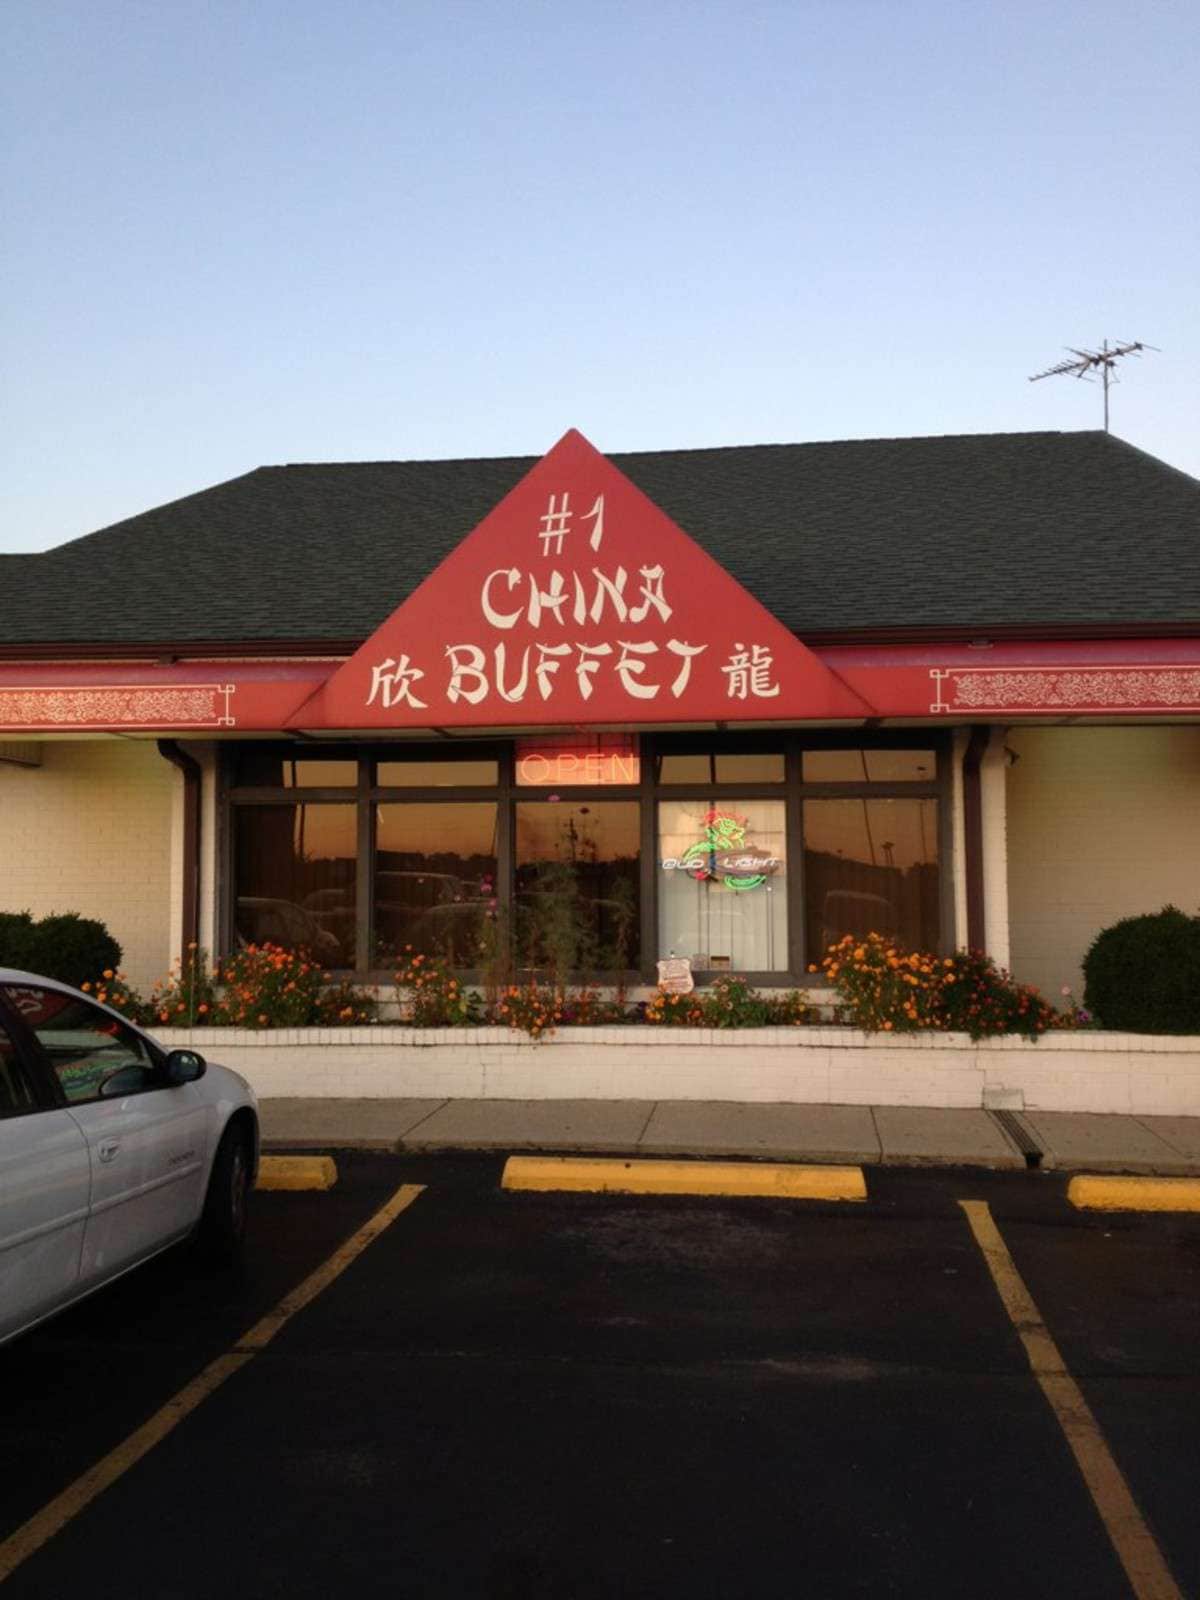 #1
CHINA
欣 BUFFET 龍
OPEN
BUD LIGHT